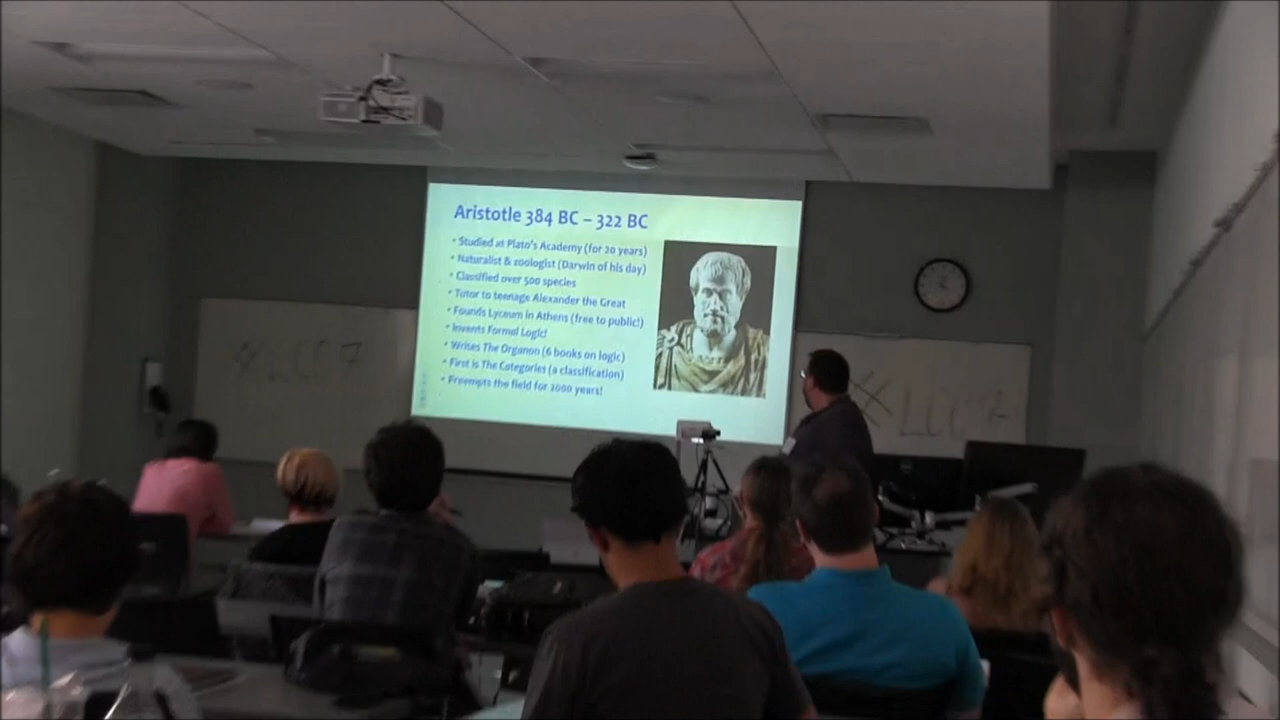 Aristotle 384 BC – 322 BC
• Studied at Plato's Academy (for 20 years)
• Naturalist & zoologist (Darwin of his day)
• Classified over 500 species
• Tutor to teenage Alexander the Great
• Founds Lyceum in Athens (free to public!)
• Invents Formal Logic!
• Writes The Organon (6 books on logic)
• First is The Categories (a classification)
• Preempts the field for 2000 years!